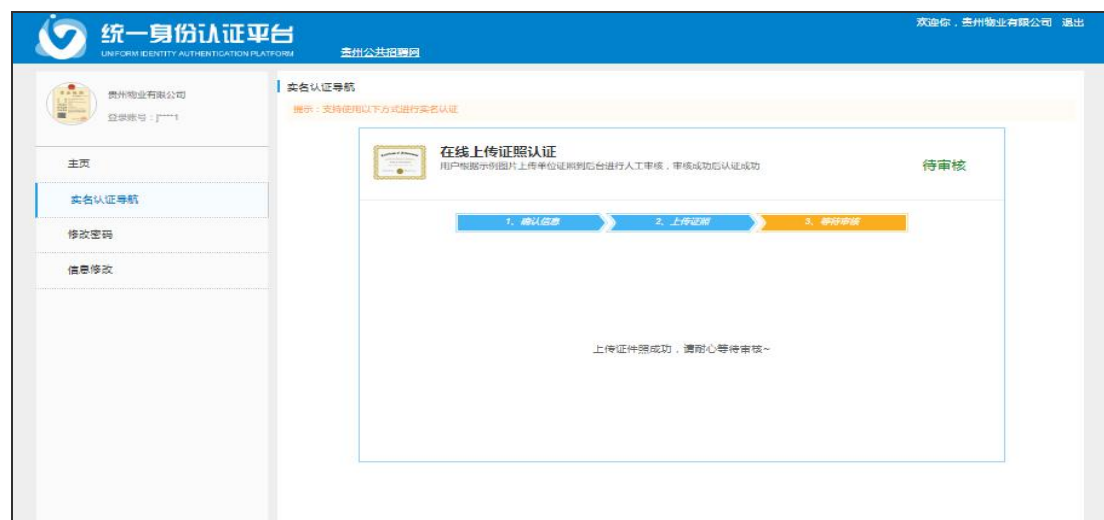 统一身份认证平台
UNIFORM IDENTITY AUTHENTICATION PLATFORM
贵州公共招聘网
欢迎你，贵州物业有限公司 退出
贵州物业有限公司
登录账号：j****1
主页
实名认证导航
修改密码
信息修改
实名认证导航
提示：支持使用以下方式进行实名认证
在线上传证照认证
用户根据示例图片上传单位证照到后台进行人工审核，审核成功后认证成功
待审核
1、确认信息
2、上传证照
3、等待审核
上传证件照成功，请耐心等待审核~